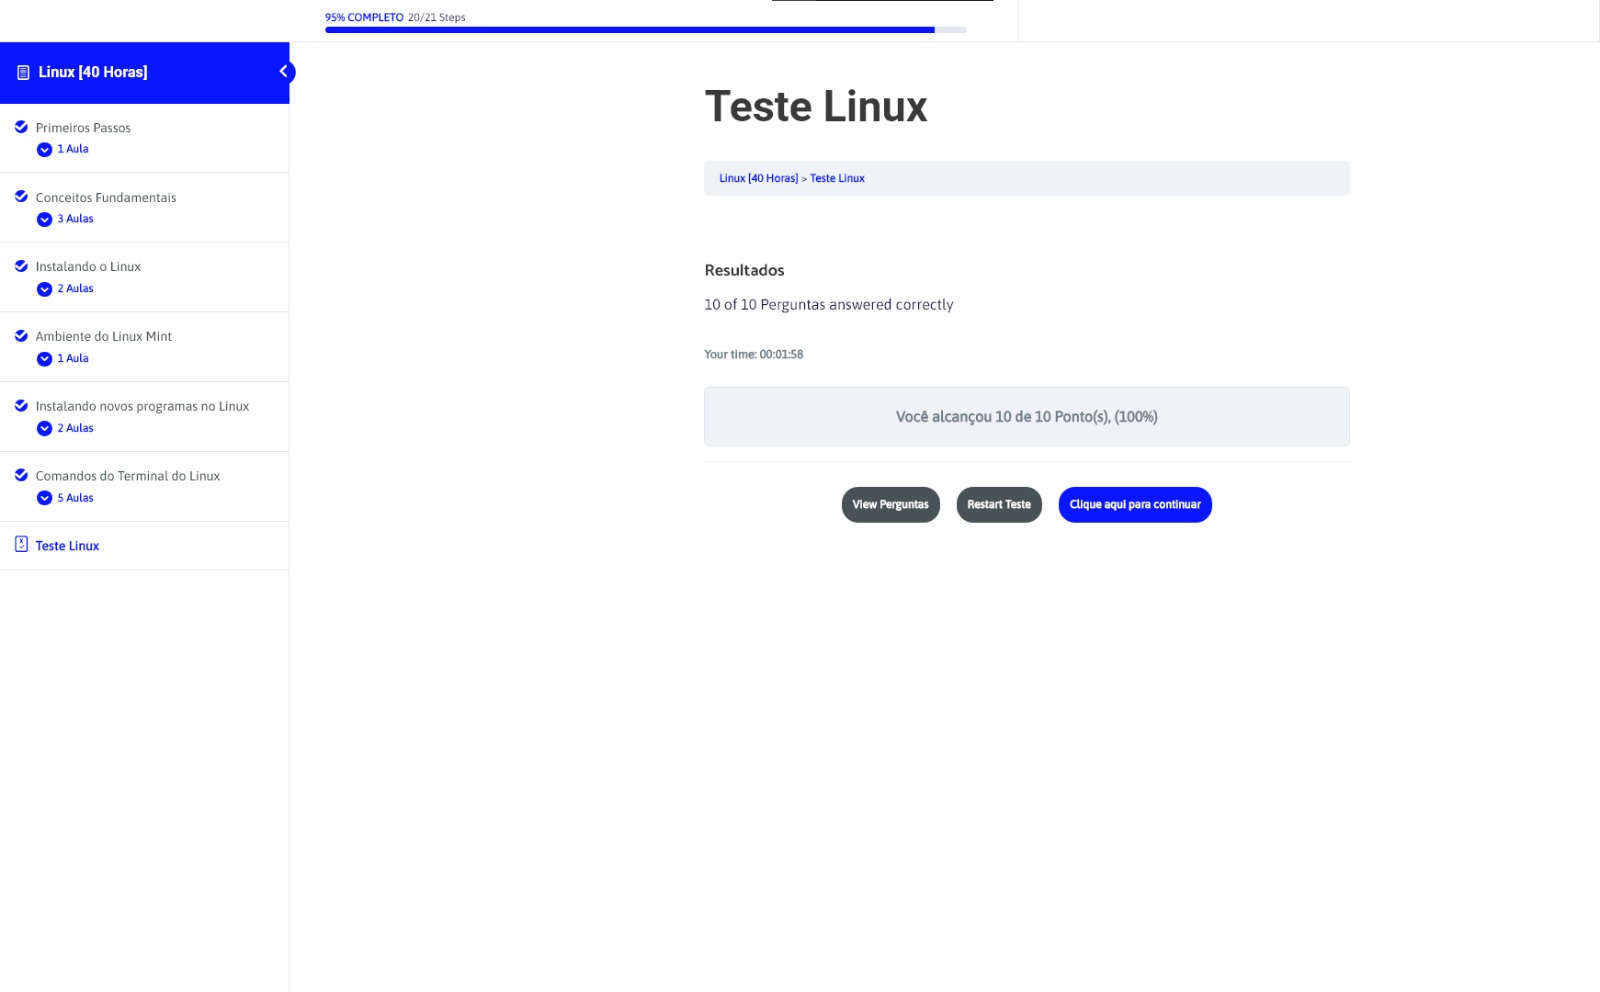 95% COMPLETO 20/21 Steps
Linux [40 Horas]
Primeiros Passos
1 Aula
Conceitos Fundamentais
3 Aulas
Instalando o Linux
2 Aulas
Ambiente do Linux Mint
1 Aula
Instalando novos programas no Linux
2 Aulas
Comandos do Terminal do Linux
5 Aulas
Teste Linux
Teste Linux
Linux [40 Horas] > Teste Linux
Resultados
10 of 10 Perguntas answered correctly
Your time: 00:01:58
Você alcançou 10 de 10 Ponto(s), (100%)
View Perguntas Restart Teste Clique aqui para continuar